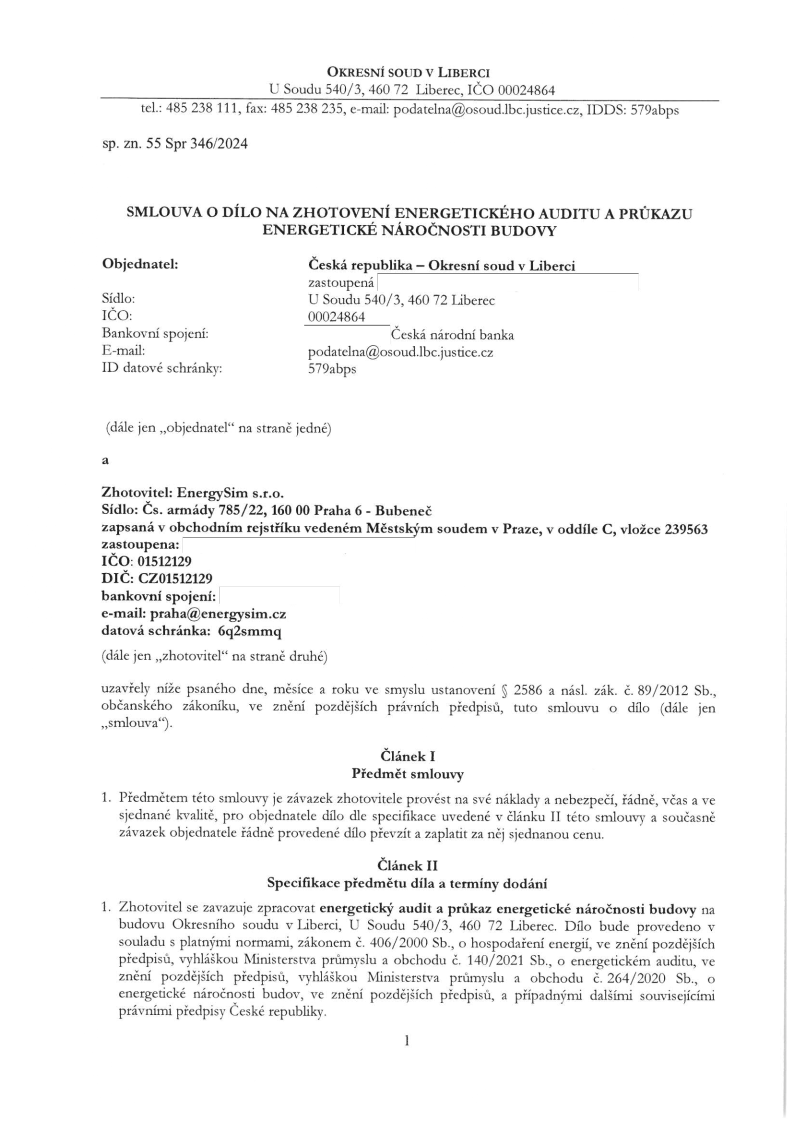 OKRESNÍ SOUD V LIBERCI
U Soudu 540/3, 460 72 Liberec, IČO 00024864
tel.: 485 238 111, fax: 485 238 235, e-mail: podatelna@osoud.lbc.justice.cz, IDDS: 579abps
sp. zn. 55 Spr 346/2024
SMLOUVA O DÍLO NA ZHOTOVENÍ ENERGETICKÉHO AUDITU A PRŮKAZU
ENERGETICKÉ NÁROČNOSTI BUDOVY
Objednatel: Česká republika – Okresní soud v Liberci
zastoupená
Sídlo: U Soudu 540/3, 460 72 Liberec
IČO: 00024864
Bankovní spojení: Česká národní banka
E-mail: podatelna@osoud.lbc.justice.cz
ID datové schránky: 579abps
(dále jen „objednatel“ na straně jedné)
a
Zhotovitel: EnergySim s.r.o.
Sídlo: Čs. armády 785/22, 160 00 Praha 6 - Bubeneč
zapsaná v obchodním rejstříku vedeném Městským soudem v Praze, v oddíle C, vložce 239563
zastoupena:
IČO: 01512129
DIČ: CZ01512129
bankovní spojení:
e-mail: praha@energysim.cz
datová schránka: 6q2smmq
(dále jen „zhotovitel“ na straně druhé)
uzavřely níže psaného dne, měsíce a roku ve smyslu ustanovení § 2586 a násl. zák. č. 89/2012 Sb.,
občanského zákoníku, ve znění pozdějších právních předpisů, tuto smlouvu o dílo (dále jen
„smlouva“).
Článek I
Předmět smlouvy
1. Předmětem této smlouvy je závazek zhotovitele provést na své náklady a nebezpečí, řádně, včas a ve
sjednané kvalitě, pro objednatele dílo dle specifikace uvedené v článku II této smlouvy a současně
závazek objednatele řádně provedené dílo převzít a zaplatit za něj sjednanou cenu.
Článek II
Specifikace předmětu díla a termíny dodání
1. Zhotovitel se zavazuje zpracovat energetický audit a průkaz energetické náročnosti budovy na
budovu Okresního soudu v Liberci, U Soudu 540/3, 460 72 Liberec. Dílo bude provedeno v
souladu s platnými normami, zákonem č. 406/2000 Sb., o hospodaření energií, ve znění pozdějších
předpisů, vyhláškou Ministerstva průmyslu a obchodu č. 140/2021 Sb., o energetickém auditu, ve
znění pozdějších předpisů, vyhláškou Ministerstva průmyslu a obchodu č. 264/2020 Sb., o
energetické náročnosti budov, ve znění pozdějších předpisů, a případnými dalšími souvisejícími
právními předpisy České republiky.
1